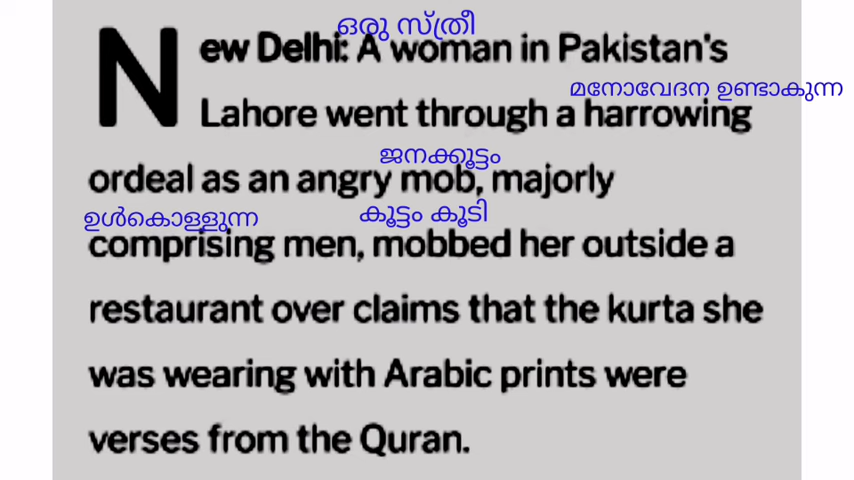 ഒരു സ്ത്രീ
New Delhi: A woman in Pakistan's
മനോവേദന ഉണ്ടാകുന്ന
Lahore went through a harrowing
ജനക്കൂട്ടം
ordeal as an angry mob, majorly
ഉൾകൊള്ളുന്ന കൂട്ടം കൂടി
comprising men, mobbed her outside a
restaurant over claims that the kurta she
was wearing with Arabic prints were
verses from the Quran.